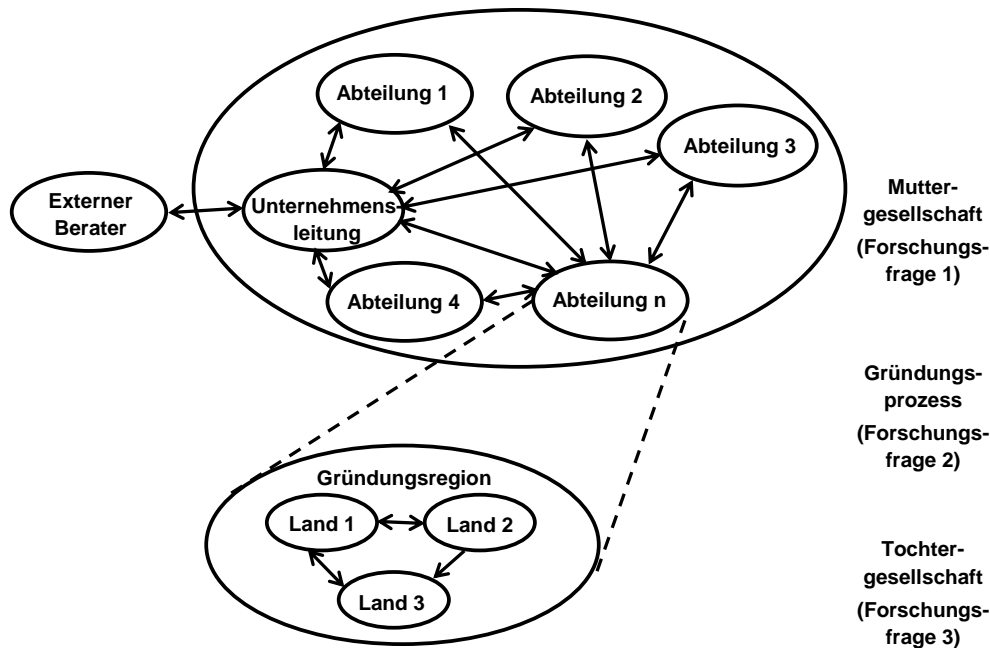 Abteilung 1
Abteilung 2
Abteilung 3
Externer
Berater
Unternehmens-
leitung
Abteilung 4
Abteilung n
Mutter-
gesellschaft
(Forschungs-
frage 1)
Gründungs-
prozess
(Forschungs-
frage 2)
Gründungsregion
Land 1
Land 2
Land 3
Tochter-
gesellschaft
(Forschungs-
frage 3)